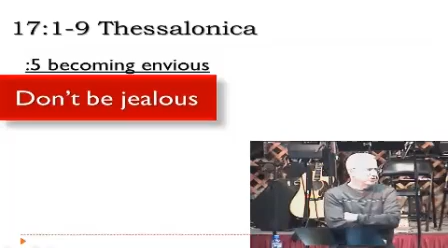 17:1-9 Thessalonica
:5 becoming envious
Don't be jealous